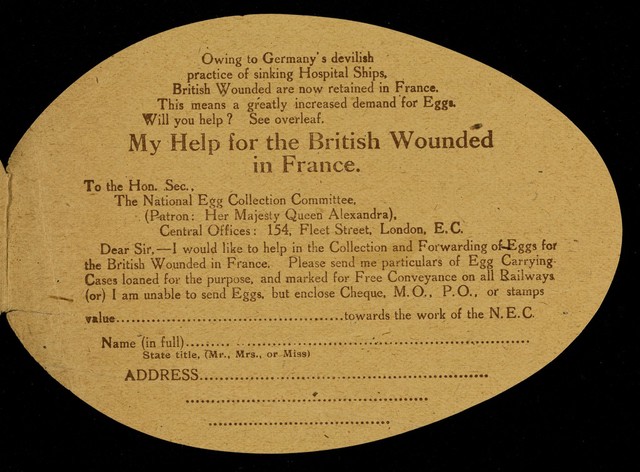 Owing to Germany's devilish
practice of sinking Hospital Ships,
British Wounded are now retained in France.
This means a greatly increased demand for Eggs.
Will you help? See overleaf.
My Help for the British Wounded
in France.
To the Hon. Sec.,
The National Egg Collection Committee,
(Patron: Her Majesty Queen Alexandra),
Central Offices: 154, Fleet Street, London, E.C.
Dear Sir,—I would like to help in the Collection and Forwarding of Eggs for
the British Wounded in France. Please send me particulars of Egg Carrying
Cases loaned for the purpose, and marked for Free Conveyance on all Railways
(or) I am unable to send Eggs, but enclose Cheque, M.O., P.O., or stamps
value..............................................towards the work of the N.E.C.
Name (in full)..............................................
State title, (Mr., Mrs., or Miss)
ADDRESS..............................................